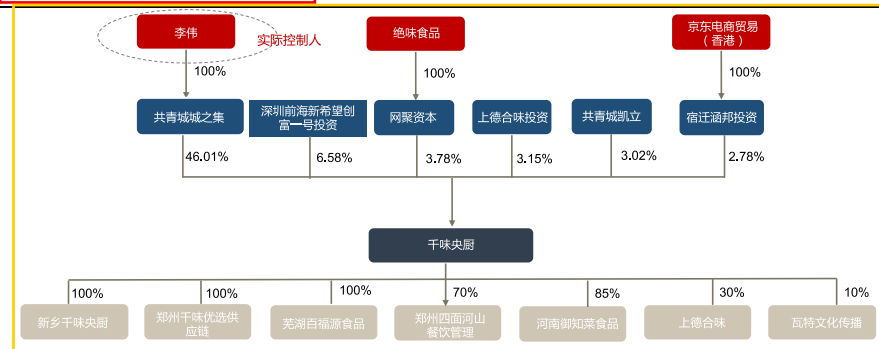 李伟
实际控制人
绝味食品
京东电商贸易
（香港）
100%
100%
100%
共青城城之集
深圳前海新希望创
富一号投资
网聚资本
上德合味投资
共青城凯立
宿迁涵邦投资
46.01%
6.58%
3.78%
3.15%
3.02%
2.78%
千味央厨
100%
100%
100%
70%
85%
30%
10%
新乡千味央厨
郑州千味优选供
应链
芜湖百福源食品
郑州四面河山
餐饮管理
河南御知菜食品
上德合味
瓦特文化传播